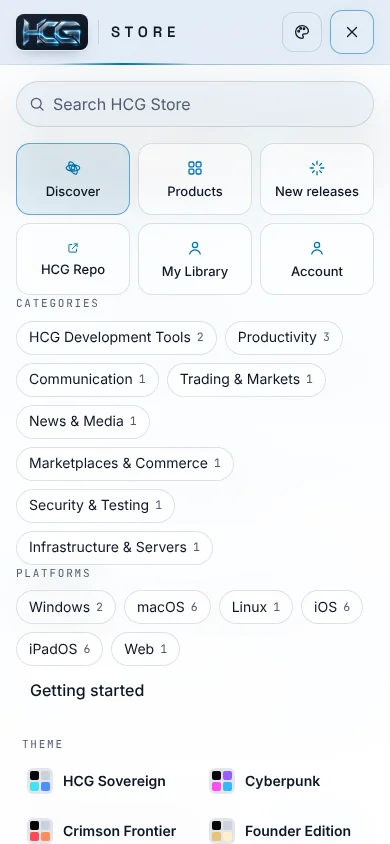 HCG STORE
Search HCG Store
Discover Products New releases
HCG Repo My Library Account
CATEGORIES
HCG Development Tools 2 Productivity 3
Communication 1 Trading & Markets 1
News & Media 1
Marketplaces & Commerce 1
Security & Testing 1
Infrastructure & Servers 1
PLATFORMS
Windows 2 macOS 6 Linux 1 iOS 6
iPadOS 6 Web 1
Getting started
THEME
HCG Sovereign Cyberpunk
Crimson Frontier Founder Edition